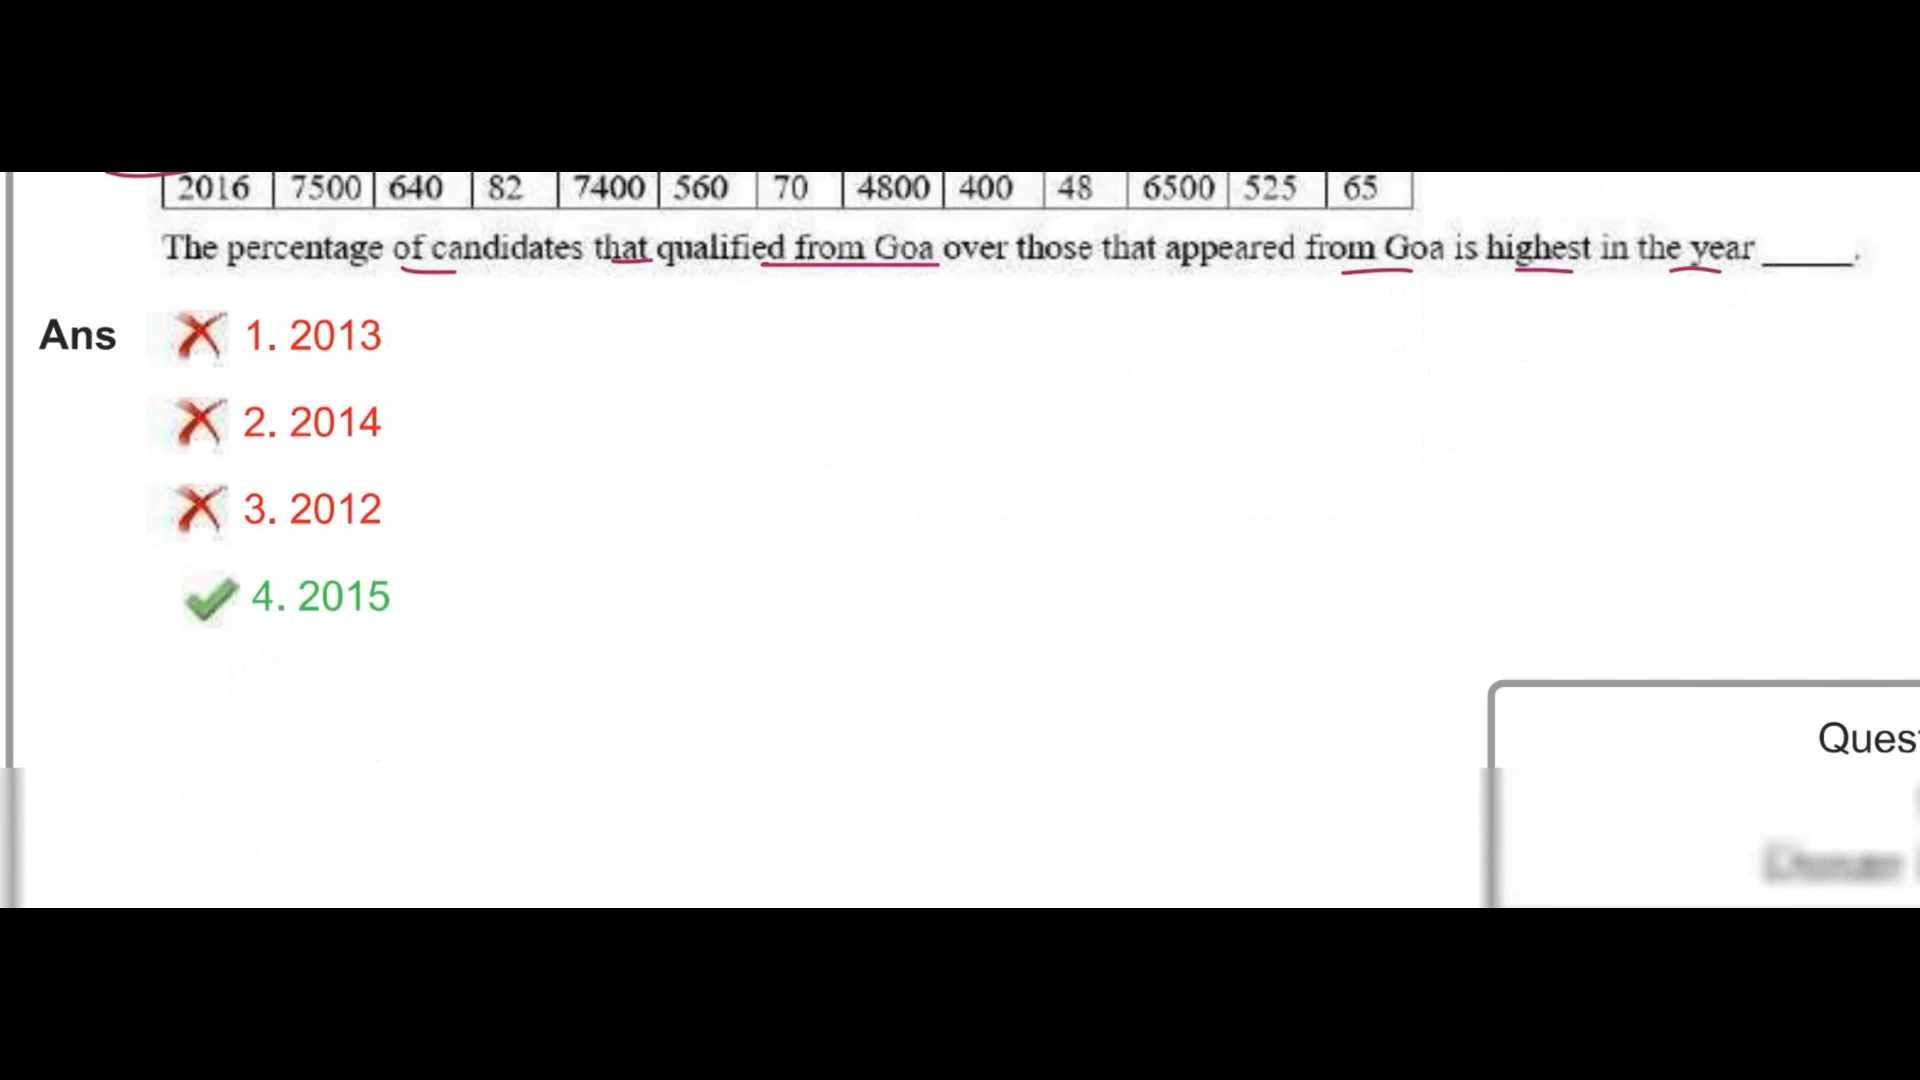 2016 7500 640 82 7400 560 70 4800 400 48 6500 525 65
The percentage of candidates that qualified from Goa over those that appeared from Goa is highest in the year _____.
Ans 1. 2013
2. 2014
3. 2012
4. 2015